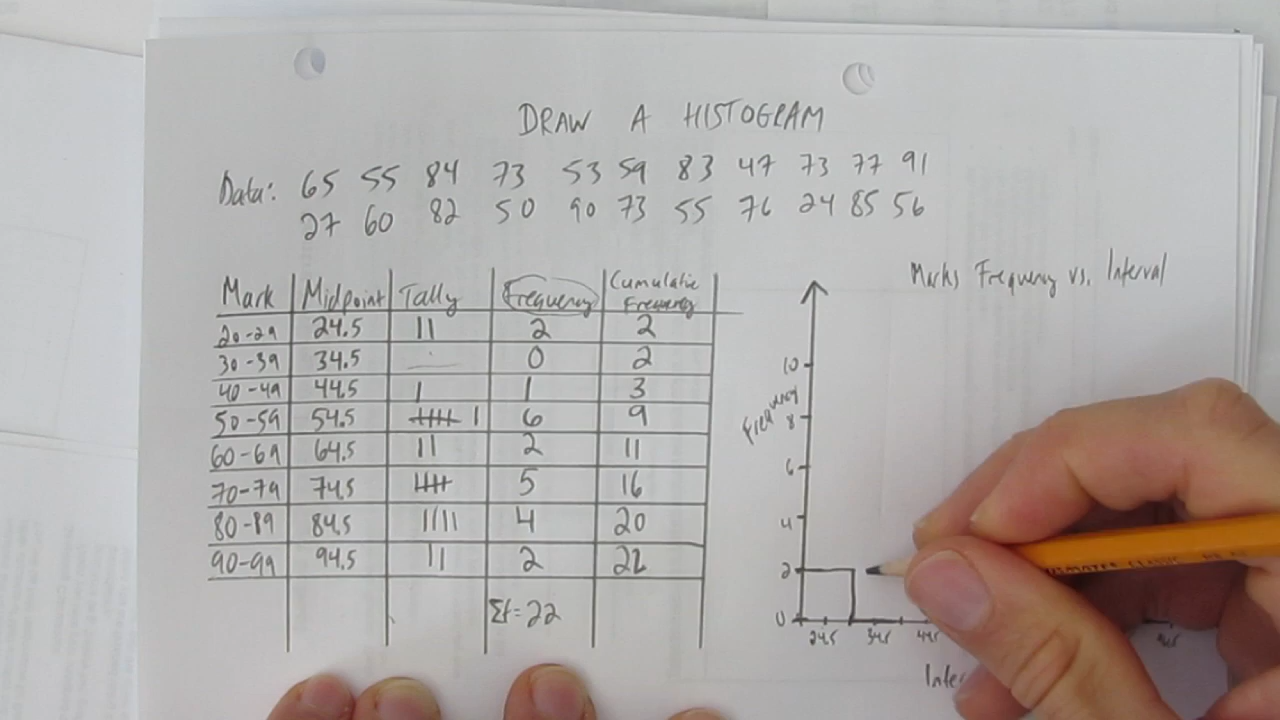 DRAW A HISTOGRAM
Data: 65 55 84 73 53 59 83 47 73 77 91
27 60 82 50 90 73 55 76 24 85 56
Mark Midpoint Tally Frequency Cumulative Frequency
20-29 24.5 || 2 2
30-39 34.5 0 2
40-49 44.5 | 1 3
50-59 54.5 |||| | 6 9
60-69 64.5 || 2 11
70-79 74.5 |||| 5 16
80-89 84.5 |||| 4 20
90-99 94.5 || 2 22
Σf=22
Marks Frequency vs. Interval
Frequency
10
8
6
4
2
0
24.5 34.5 44.5